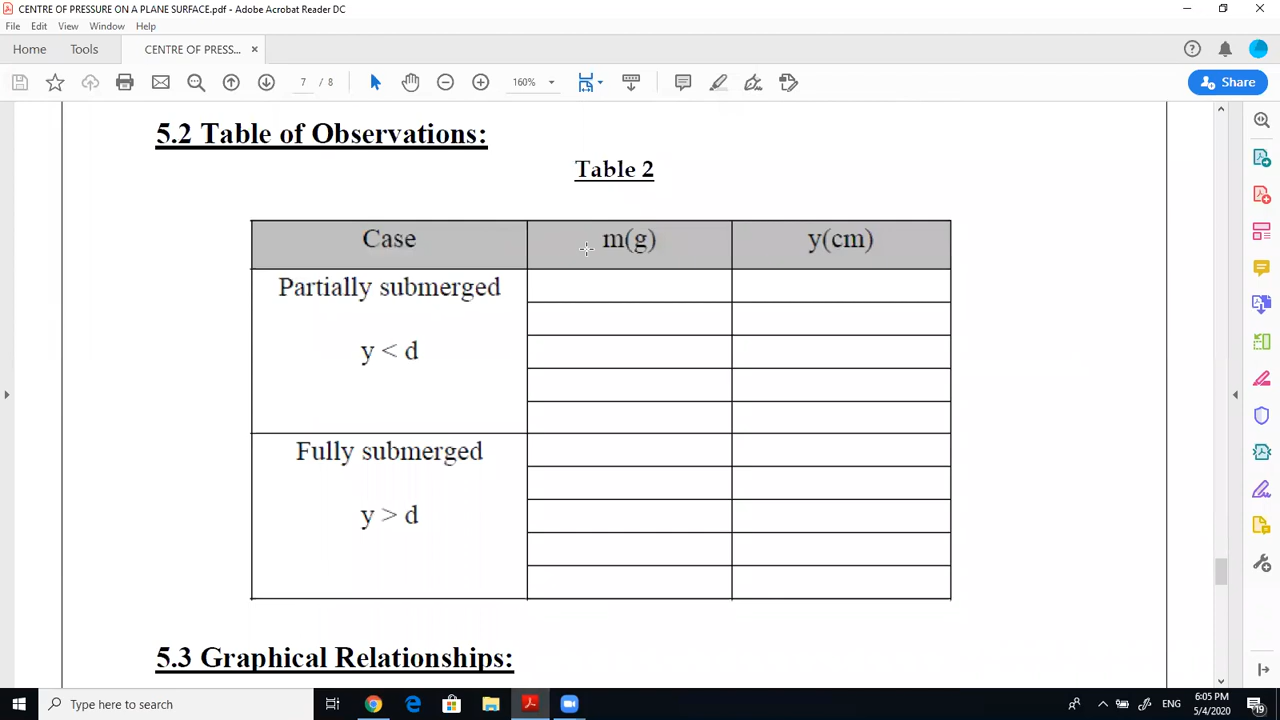 CENTRE OF PRESSURE ON A PLANE SURFACE.pdf - Adobe Acrobat Reader DC
File Edit View Window Help
Home Tools CENTRE OF PRESS... ×
7 / 8 160% Share
5.2 Table of Observations:
Table 2
Case m(g) y(cm)
Partially submerged
y < d
Fully submerged
y > d
5.3 Graphical Relationships:
Type here to search
ENG
6:05 PM
5/4/2020
19